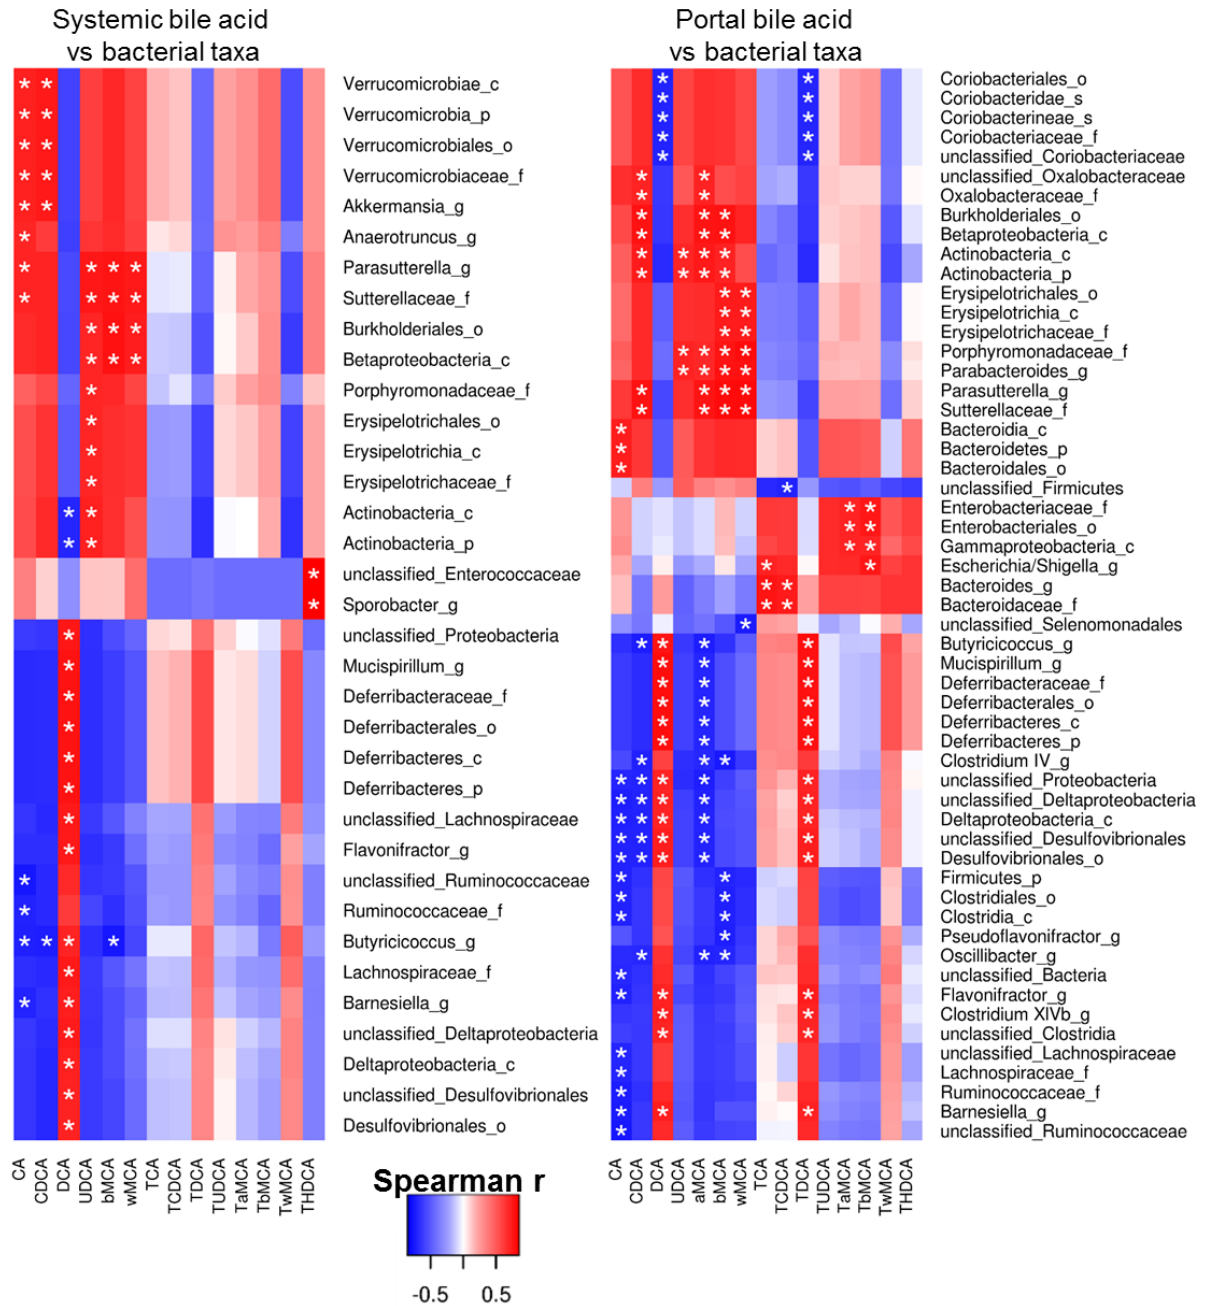 Systemic bile acid
vs bacterial taxa
Verrucomicrobiae_c
Verrucomicrobia_p
Verrucomicrobiales_o
Verrucomicrobiaceae_f
Akkermansia_g
Anaerotruncus_g
Parasutterella_g
Sutterellaceae_f
Burkholderiales_o
Betaproteobacteria_c
Porphyromonadaceae_f
Erysipelotrichales_o
Erysipelotrichia_c
Erysipelotrichaceae_f
Actinobacteria_c
Actinobacteria_p
unclassified_Enterococcaceae
Sporobacter_g
unclassified_Proteobacteria
Mucispirillum_g
Deferribacteraceae_f
Deferribacterales_o
Deferribacteres_c
Deferribacteres_p
unclassified_Lachnospiraceae
Flavonifractor_g
unclassified_Ruminococcaceae
Ruminococcaceae_f
Butyricicoccus_g
Lachnospiraceae_f
Barnesiella_g
unclassified_Deltaproteobacteria
Deltaproteobacteria_c
unclassified_Desulfovibrionales
Desulfovibrionales_o
CA
CDCA
DCA
UDCA
bMCA
wMCA
TCA
TCDCA
TDCA
TUDCA
TaMCA
TbMCA
TwMCA
THDCA
Portal bile acid
vs bacterial taxa
Coriobacteriales_o
Coriobacteridae_s
Coriobacterineae_s
Coriobacteriaceae_f
unclassified_Coriobacteriaceae
unclassified_Oxalobacteraceae
Oxalobacteraceae_f
Burkholderiales_o
Betaproteobacteria_c
Actinobacteria_c
Actinobacteria_p
Erysipelotrichales_o
Erysipelotrichia_c
Erysipelotrichaceae_f
Porphyromonadaceae_f
Parabacteroides_g
Parasutterella_g
Sutterellaceae_f
Bacteroidia_c
Bacteroidetes_p
Bacteroidales_o
unclassified_Firmicutes
Enterobacteriaceae_f
Enterobacteriales_o
Gammaproteobacteria_c
Escherichia/Shigella_g
Bacteroides_g
Bacteroidaceae_f
unclassified_Selenomonadales
Butyricicoccus_g
Mucispirillum_g
Deferribacteraceae_f
Deferribacterales_o
Deferribacteres_c
Deferribacteres_p
Clostridium IV_g
unclassified_Proteobacteria
unclassified_Deltaproteobacteria
Deltaproteobacteria_c
unclassified_Desulfovibrionales
Desulfovibrionales_o
Firmicutes_p
Clostridiales_o
Clostridia_c
Pseudoflavonifractor_g
Oscillibacter_g
unclassified_Bacteria
Flavonifractor_g
Clostridium XlVb_g
unclassified_Clostridia
unclassified_Lachnospiraceae
Lachnospiraceae_f
Ruminococcaceae_f
Barnesiella_g
unclassified_Ruminococcaceae
CA
CDCA
DCA
UDCA
aMCA
bMCA
wMCA
TCA
TCDCA
TDCA
TUDCA
TaMCA
TbMCA
TwMCA
THDCA
Spearman r
-0.5 0.5